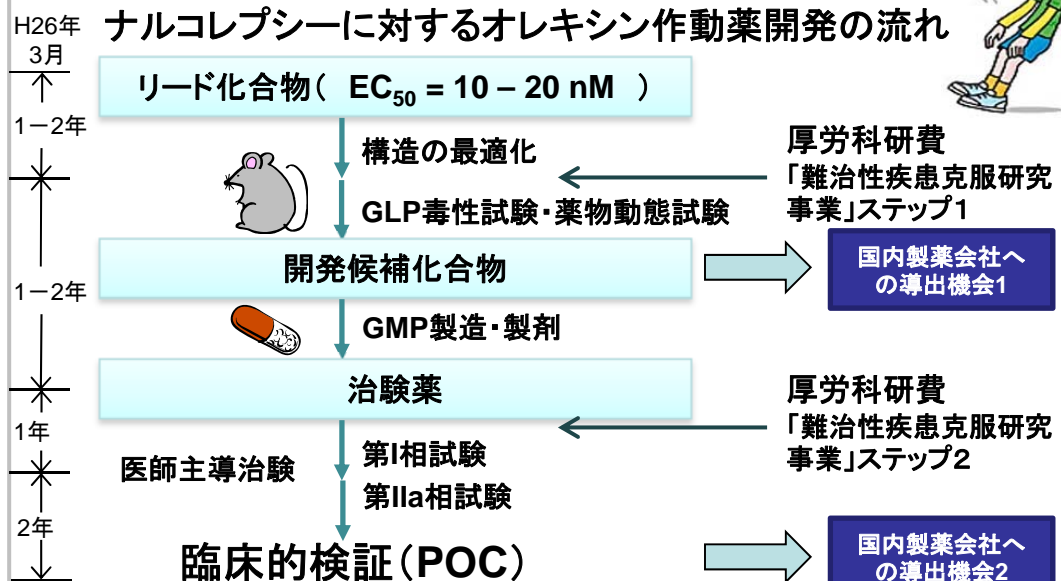 H26年
3月
ナルコレプシーに対するオレキシン作動薬開発の流れ
リード化合物( EC50 = 10 – 20 nM )
1-2年
構造の最適化
厚労科研費
「難治性疾患克服研究
事業」ステップ1
GLP毒性試験・薬物動態試験
開発候補化合物
国内製薬会社へ
の導出機会1
1-2年
GMP製造・製剤
治験薬
厚労科研費
「難治性疾患克服研究
事業」ステップ2
1年
医師主導治験
第I相試験
第IIa相試験
2年
臨床的検証(POC)
国内製薬会社へ
の導出機会2